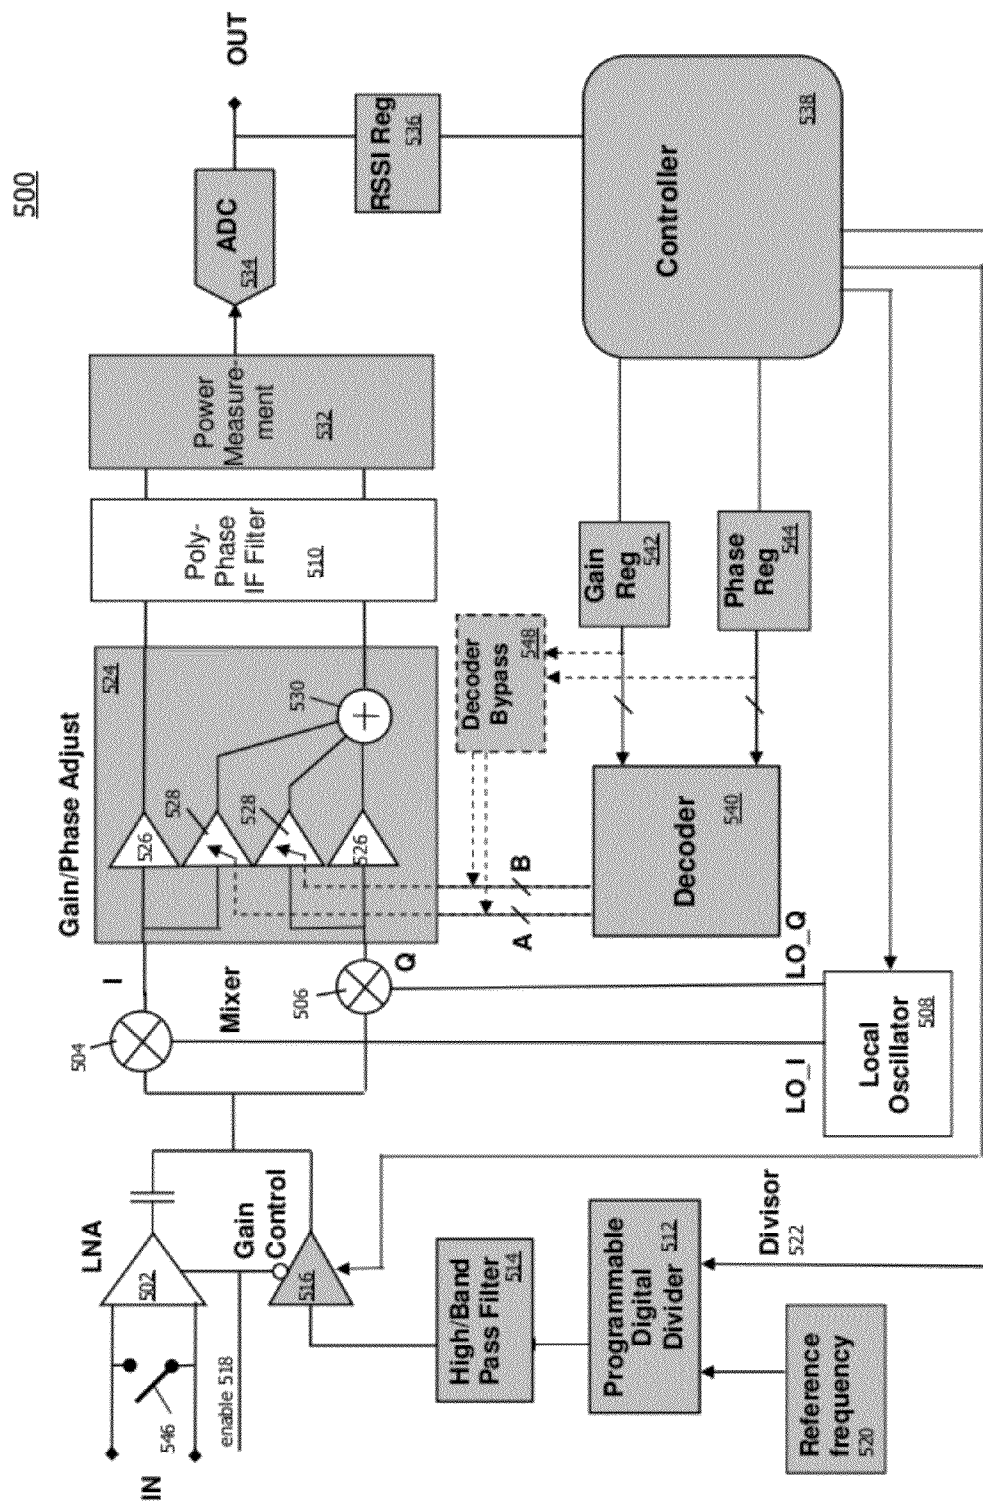 500
IN
546
enable 518
LNA
502
Gain
Control
516
High/Band
Pass Filter
514
Programmable
Digital
Divider 512
Divisor
522
Reference
frequency
520
504
Mixer
506
I
Q
LO_I
LO_Q
Local
Oscillator
508
Gain/Phase Adjust
524
526
528
528
526
530
A
B
Decoder
540
Decoder
Bypass
548
Poly-
Phase
IF Filter
510
Power
Measure-
ment
532
Gain
Reg
542
Phase
Reg
544
ADC
534
OUT
RSSI Reg
536
Controller
538